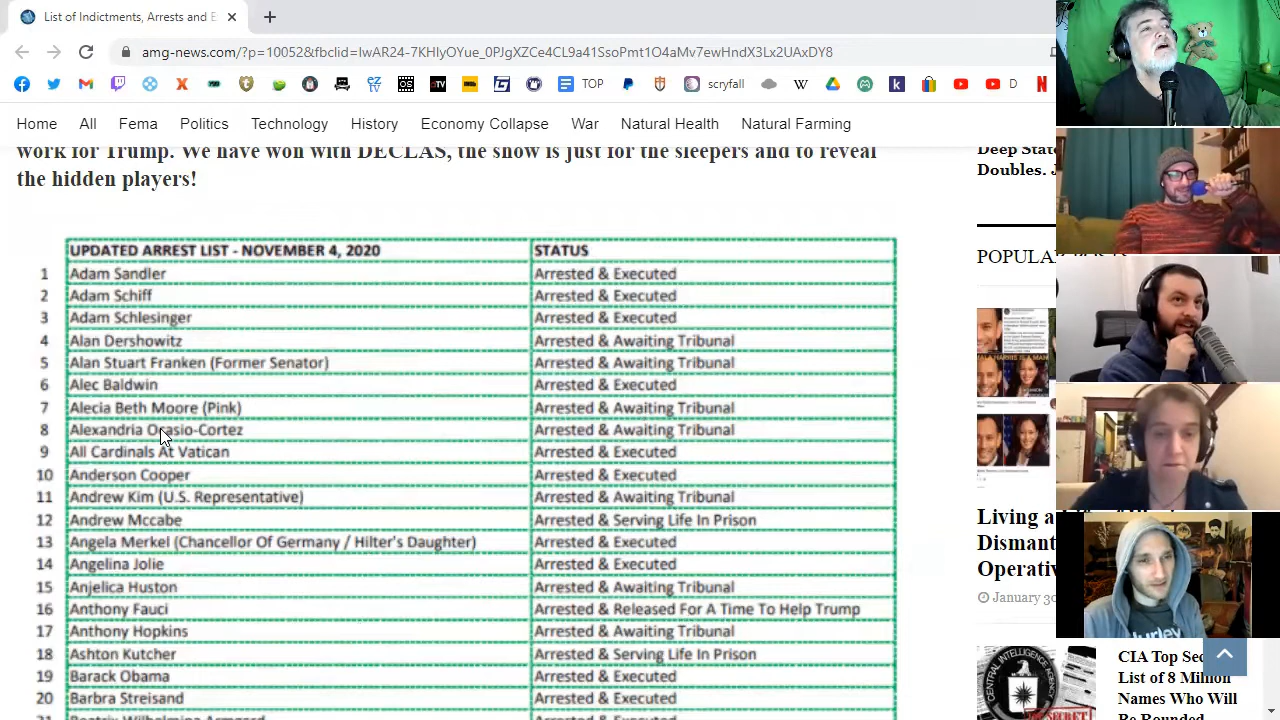 List of Indictments, Arrests and E
amg-news.com/?p=10052&fbclid=IwAR24-7KHlyOYue_0PJgXZCe4CL9a41SsoPmt1O4aMv7ewHndX3Lx2UAxDY8
TOP
scryfall
D
Home All Fema Politics Technology History Economy Collapse War Natural Health Natural Farming
work for Trump. We have won with DECLAS, the show is just for the sleepers and to reveal
the hidden players!
UPDATED ARREST LIST - NOVEMBER 4, 2020 STATUS
1 Adam Sandler Arrested & Executed
2 Adam Schiff Arrested & Executed
3 Adam Schlesinger Arrested & Executed
4 Alan Dershowitz Arrested & Awaiting Tribunal
5 Alan Stuart Franken (Former Senator) Arrested & Awaiting Tribunal
6 Alec Baldwin Arrested & Executed
7 Alecia Beth Moore (Pink) Arrested & Awaiting Tribunal
8 Alexandria Ocasio-Cortez Arrested & Awaiting Tribunal
9 All Cardinals At Vatican Arrested & Executed
10 Anderson Cooper Arrested & Executed
11 Andrew Kim (U.S. Representative) Arrested & Awaiting Tribunal
12 Andrew Mccabe Arrested & Serving Life In Prison
13 Angela Merkel (Chancellor Of Germany / Hilter's Daughter) Arrested & Executed
14 Angelina Jolie Arrested & Executed
15 Anjelica Huston Arrested & Awaiting Tribunal
16 Anthony Fauci Arrested & Released For A Time To Help Trump
17 Anthony Hopkins Arrested & Awaiting Tribunal
18 Ashton Kutcher Arrested & Serving Life In Prison
19 Barack Obama Arrested & Executed
20 Barbra Streisand Arrested & Executed
Deep Stat
Doubles. J
POPULA
Living a
Dismant
Operativ
January 30
CIA Top Sec
List of 8 Million
Names Who Will
Be Rounded